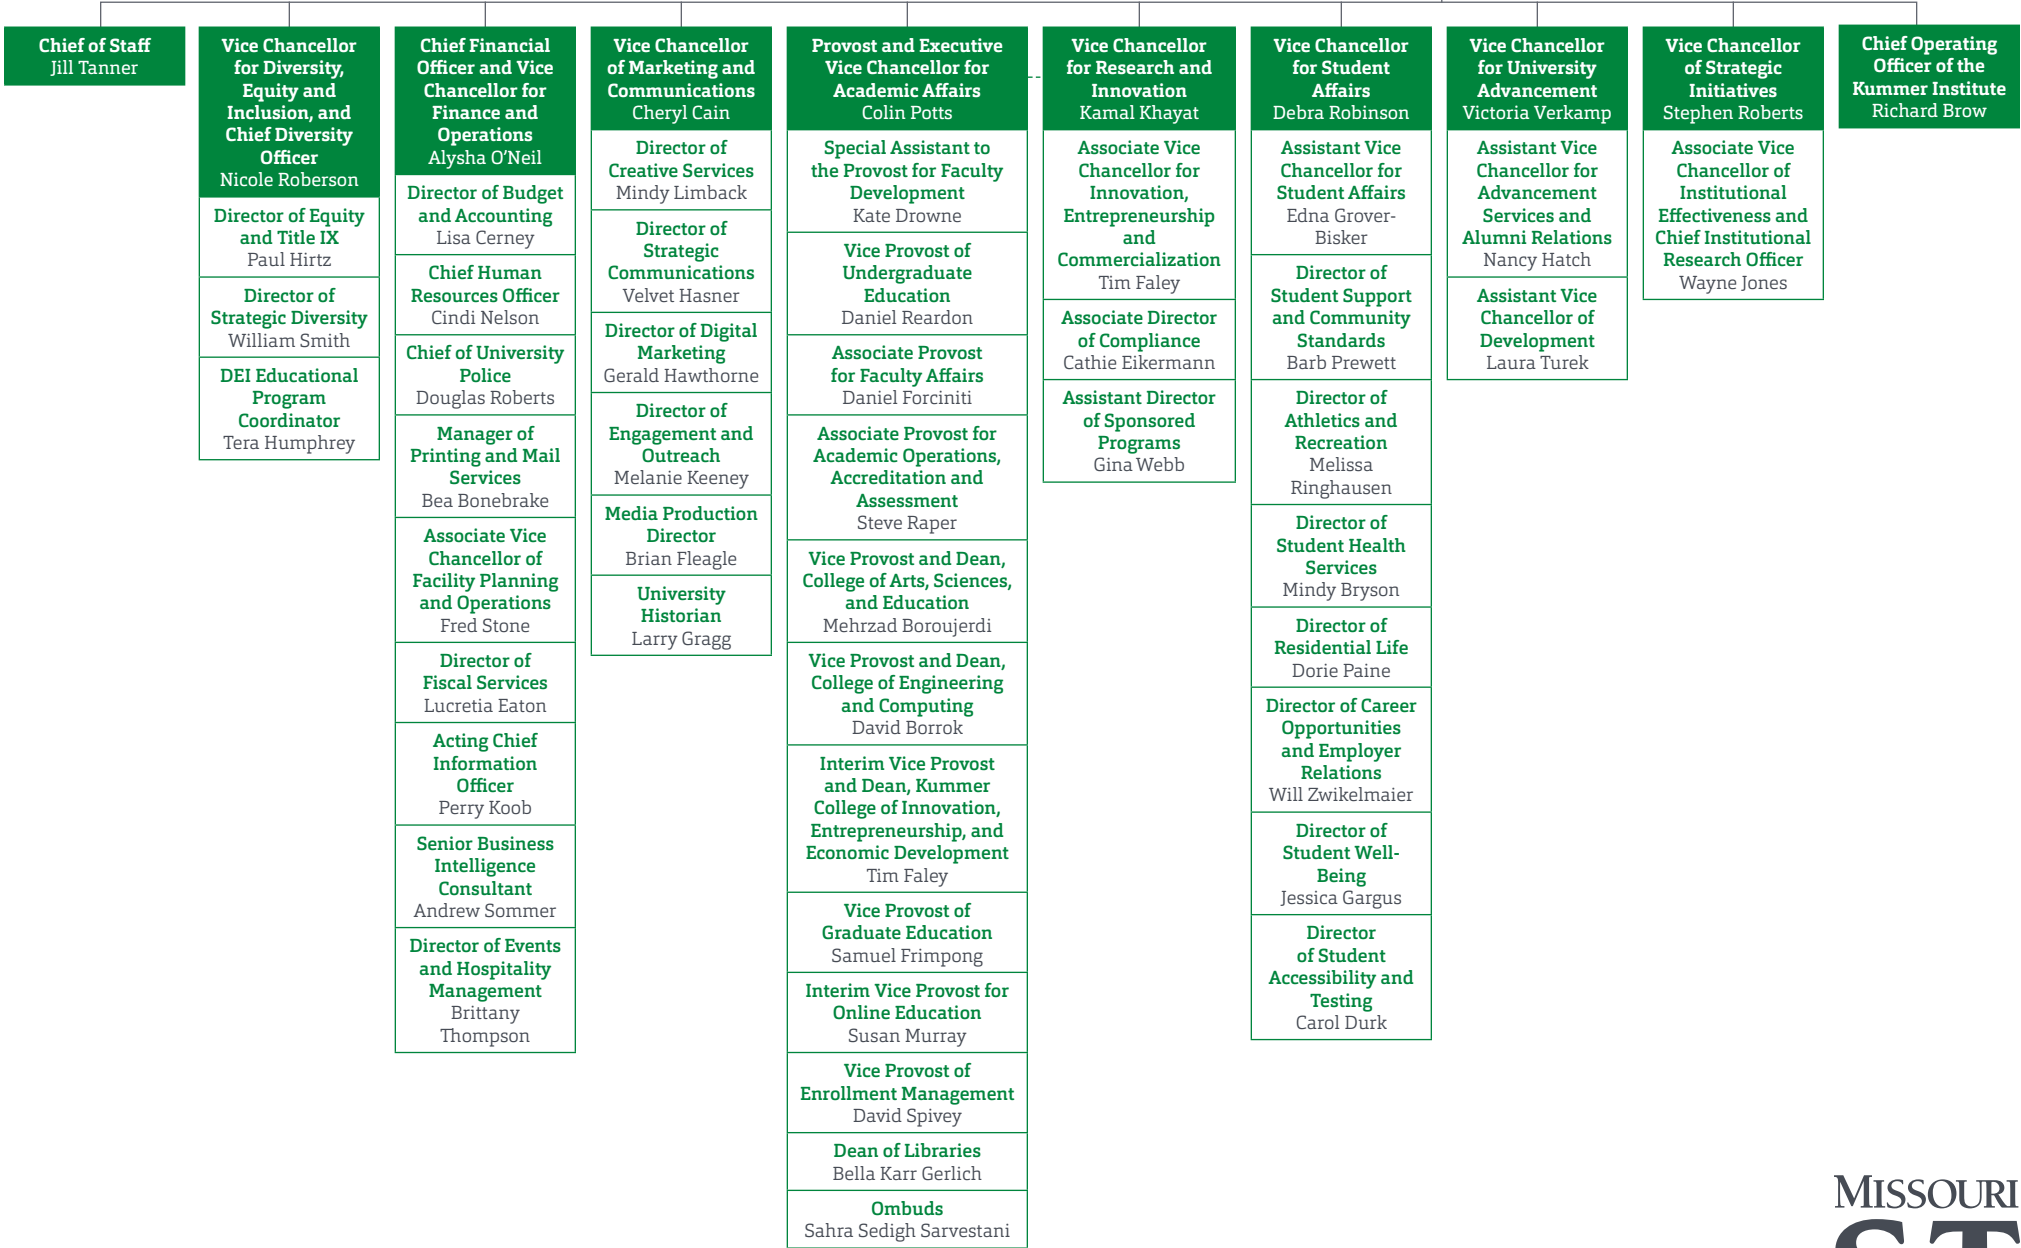 Chief of Staff
Jill Tanner
Vice Chancellor
for Diversity,
Equity and
Inclusion, and
Chief Diversity
Officer
Nicole Roberson
Director of Equity
and Title IX
Paul Hirtz
Director of
Strategic Diversity
William Smith
DEI Educational
Program
Coordinator
Tera Humphrey
Chief Financial
Officer and Vice
Chancellor for
Finance and
Operations
Alysha O’Neil
Director of Budget
and Accounting
Lisa Cerney
Chief Human
Resources Officer
Cindi Nelson
Chief of University
Police
Douglas Roberts
Manager of
Printing and Mail
Services
Bea Bonebrake
Associate Vice
Chancellor of
Facility Planning
and Operations
Fred Stone
Director of
Fiscal Services
Lucretia Eaton
Acting Chief
Information
Officer
Perry Koob
Senior Business
Intelligence
Consultant
Andrew Sommer
Director of Events
and Hospitality
Management
Brittany
Thompson
Vice Chancellor
of Marketing and
Communications
Cheryl Cain
Director of
Creative Services
Mindy Limback
Director of
Strategic
Communications
Velvet Hasner
Director of Digital
Marketing
Gerald Hawthorne
Director of
Engagement and
Outreach
Melanie Keeney
Media Production
Director
Brian Fleagle
University
Historian
Larry Gragg
Provost and Executive
Vice Chancellor for
Academic Affairs
Colin Potts
Special Assistant to
the Provost for Faculty
Development
Kate Drowne
Vice Provost of
Undergraduate
Education
Daniel Reardon
Associate Provost
for Faculty Affairs
Daniel Forciniti
Associate Provost for
Academic Operations,
Accreditation and
Assessment
Steve Raper
Vice Provost and Dean,
College of Arts, Sciences,
and Education
Mehrzad Boroujerdi
Vice Provost and Dean,
College of Engineering
and Computing
David Borrok
Interim Vice Provost
and Dean, Kummer
College of Innovation,
Entrepreneurship, and
Economic Development
Tim Faley
Vice Provost of
Graduate Education
Samuel Frimpong
Interim Vice Provost for
Online Education
Susan Murray
Vice Provost of
Enrollment Management
David Spivey
Dean of Libraries
Bella Karr Gerlich
Ombuds
Sahra Sedigh Sarvestani
Vice Chancellor
for Research and
Innovation
Kamal Khayat
Associate Vice
Chancellor for
Innovation,
Entrepreneurship
and
Commercialization
Tim Faley
Associate Director
of Compliance
Cathie Eikermann
Assistant Director
of Sponsored
Programs
Gina Webb
Vice Chancellor
for Student
Affairs
Debra Robinson
Assistant Vice
Chancellor for
Student Affairs
Edna Grover-
Bisker
Director of
Student Support
and Community
Standards
Barb Prewett
Director of
Athletics and
Recreation
Melissa
Ringhausen
Director of
Student Health
Services
Mindy Bryson
Director of
Residential Life
Dorie Paine
Director of Career
Opportunities
and Employer
Relations
Will Zwikelmaier
Director of
Student Well-
Being
Jessica Gargus
Director
of Student
Accessibility and
Testing
Carol Durk
Vice Chancellor
for University
Advancement
Victoria Verkamp
Assistant Vice
Chancellor for
Advancement
Services and
Alumni Relations
Nancy Hatch
Assistant Vice
Chancellor of
Development
Laura Turek
Vice Chancellor
of Strategic
Initiatives
Stephen Roberts
Associate Vice
Chancellor of
Institutional
Effectiveness and
Chief Institutional
Research Officer
Wayne Jones
Chief Operating
Officer of the
Kummer Institute
Richard Brow
MISSOURI